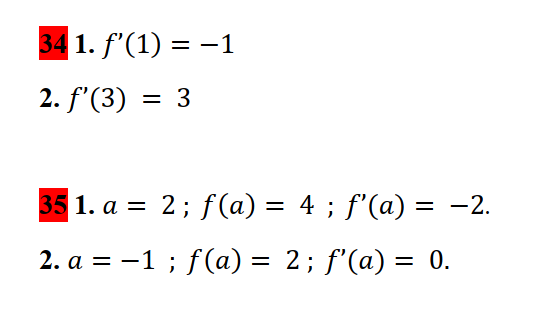 34 1. f’(1) = −1
2. f’(3) = 3
35 1. a = 2 ; f(a) = 4 ; f’(a) = −2.
2. a = −1 ; f(a) = 2 ; f’(a) = 0.